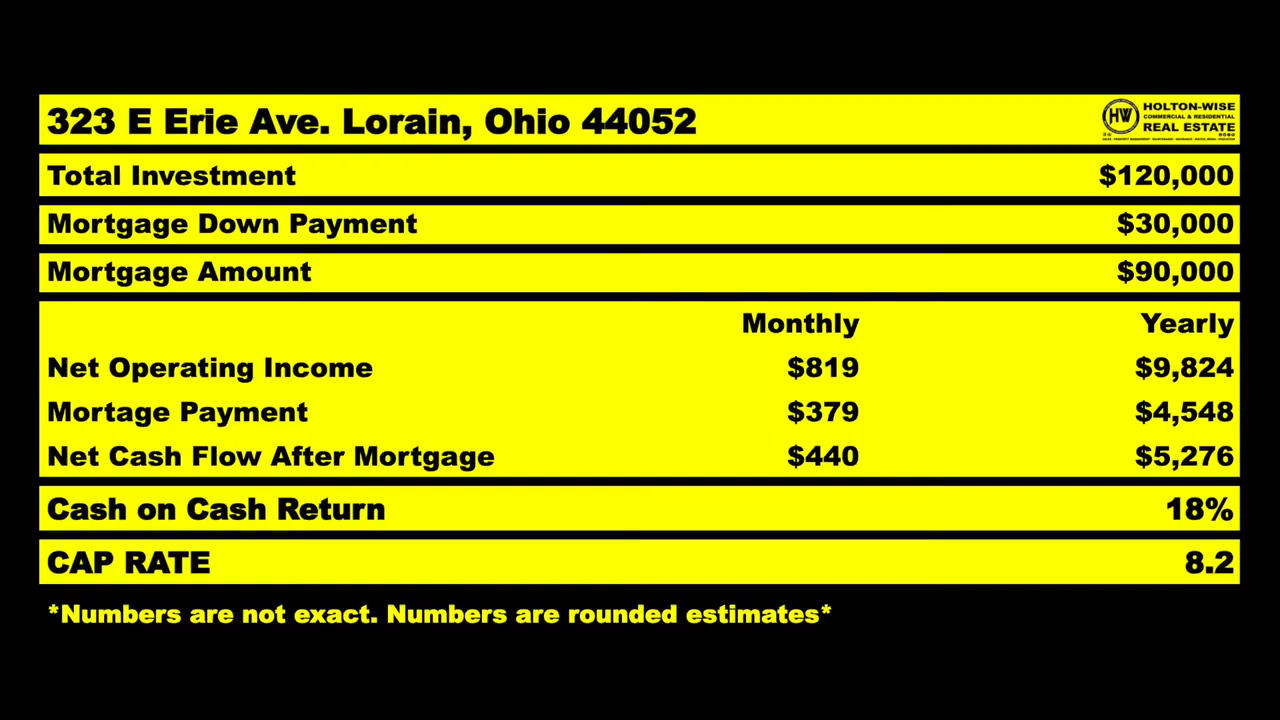 323 E Erie Ave. Lorain, Ohio 44052
HOLTON-WISE
COMMERCIAL & RESIDENTIAL
REAL ESTATE
HW
Total Investment $120,000
Mortgage Down Payment $30,000
Mortgage Amount $90,000
Monthly Yearly
Net Operating Income $819 $9,824
Mortage Payment $379 $4,548
Net Cash Flow After Mortgage $440 $5,276
Cash on Cash Return 18%
CAP RATE 8.2
*Numbers are not exact. Numbers are rounded estimates*